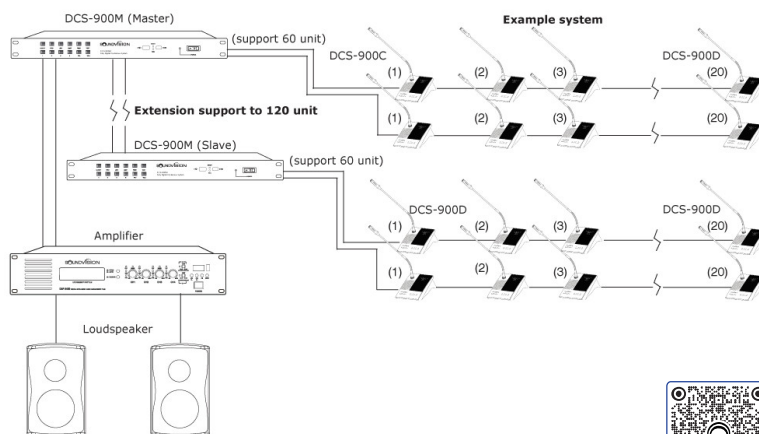 DCS-900M (Master)
Example system
SOUNDVISION
(support 60 unit)
DCS-900C
DCS-900D
(1)
(2)
(3)
(20)
(1)
(2)
(3)
(20)
Extension support to 120 unit
DCS-900M (Slave)
SOUNDVISION
(support 60 unit)
DCS-900D
DCS-900D
(1)
(2)
(3)
(20)
(1)
(2)
(3)
(20)
Amplifier
SOUNDVISION
Loudspeaker